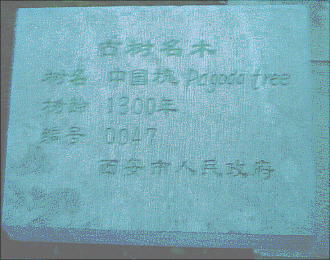 古树名木
树名 中国槐 Pagoda tree
树龄 1300年
编号 0047
西安市人民政府